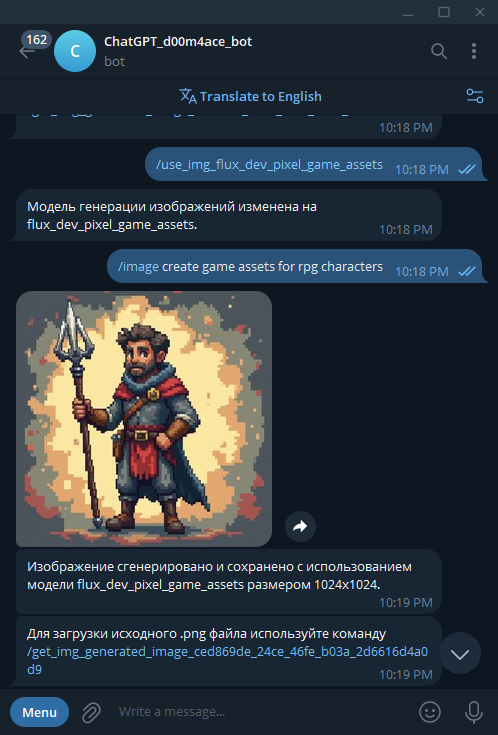 162
C
ChatGPT_d00m4ace_bot
bot
Translate to English
10:18 PM
/use_img_flux_dev_pixel_game_assets
10:18 PM
Модель генерации изображений изменена на
flux_dev_pixel_game_assets.
10:18 PM
/image create game assets for rpg characters
10:18 PM
Изображение сгенерировано и сохранено с использованием
модели flux_dev_pixel_game_assets размером 1024x1024.
10:19 PM
Для загрузки исходного .png файла используйте команду
/get_img_generated_image_ced869de_24ce_46fe_b03a_2d6616d4a0
d9
10:19 PM
Menu
Write a message...